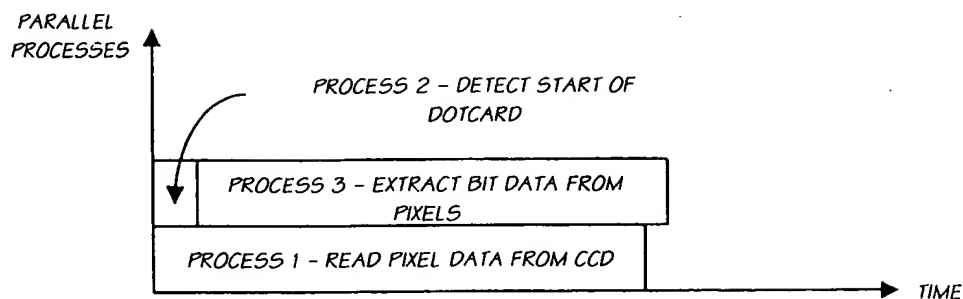 PARALLEL
PROCESSES
PROCESS 2 - DETECT START OF
DOTCARD
PROCESS 3 - EXTRACT BIT DATA FROM
PIXELS
PROCESS 1 - READ PIXEL DATA FROM CCD
TIME